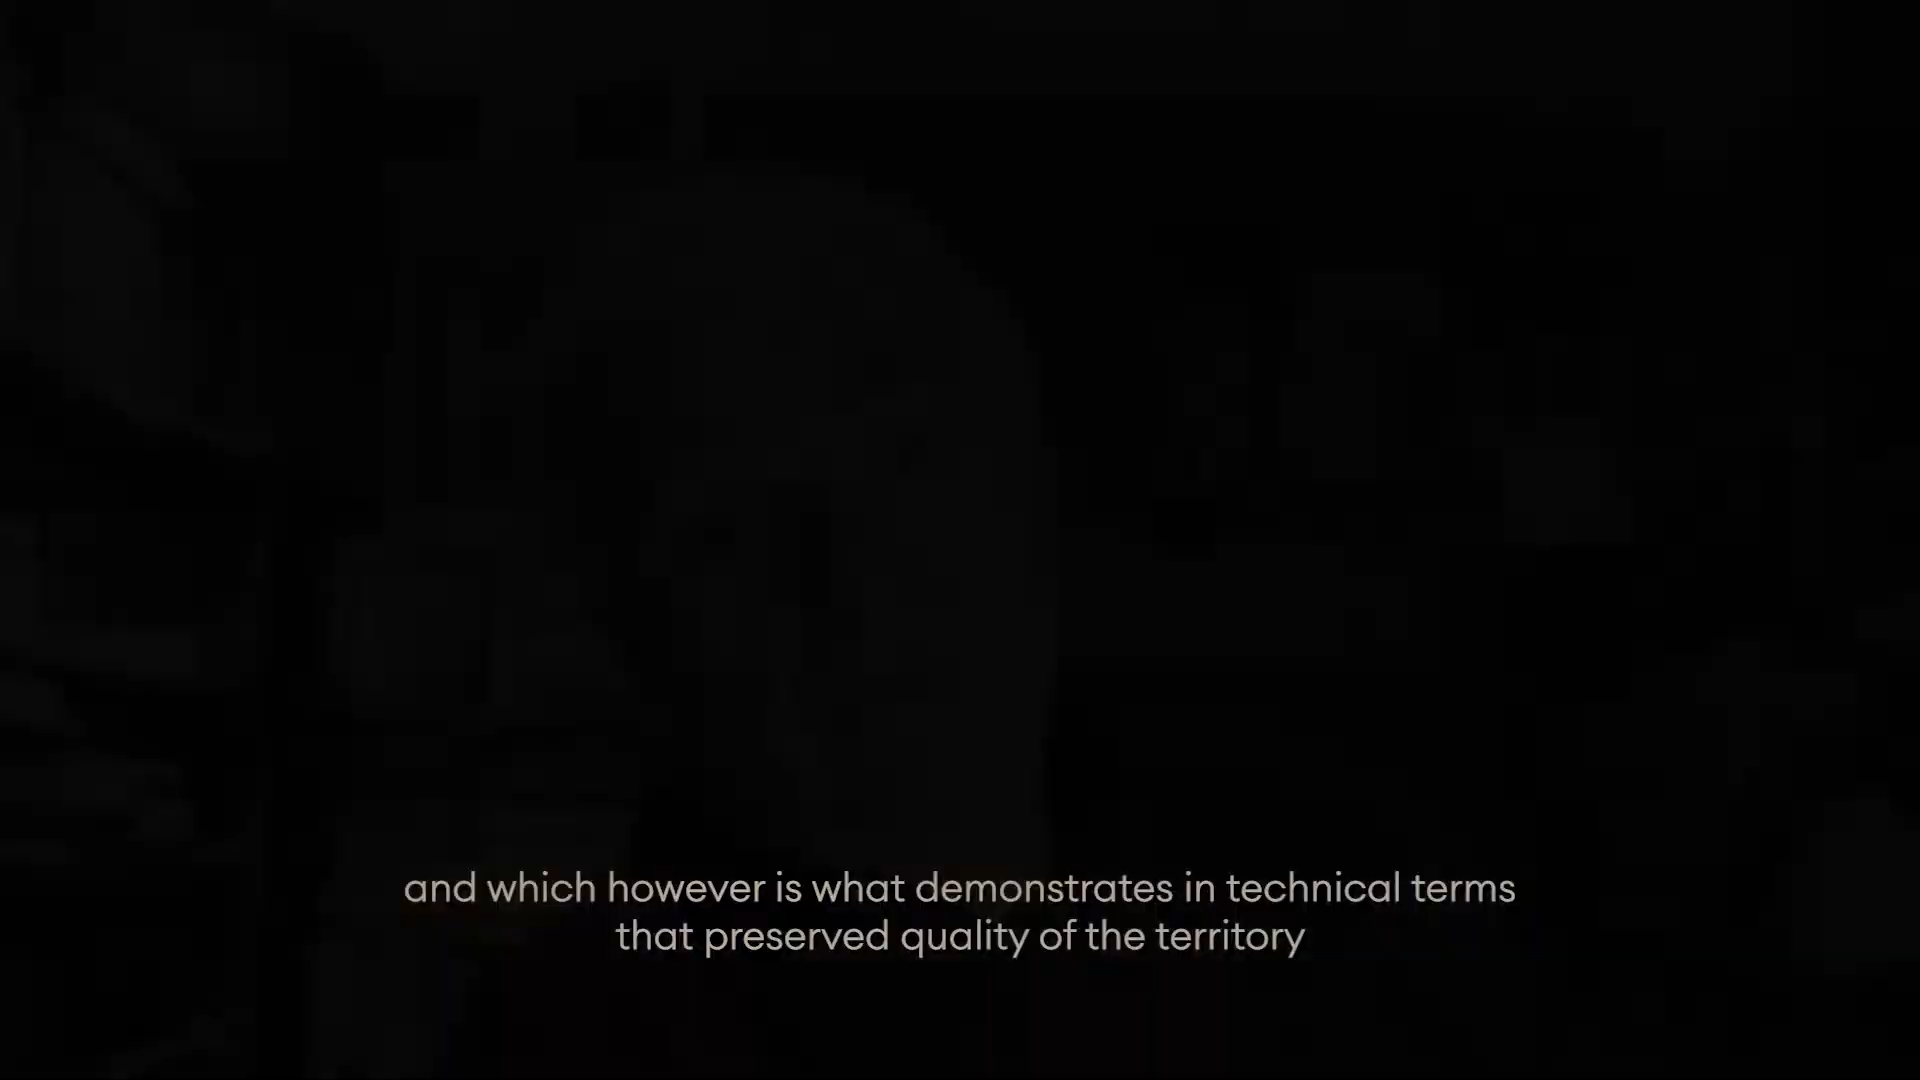 and which however is what demonstrates in technical terms
that preserved quality of the territory